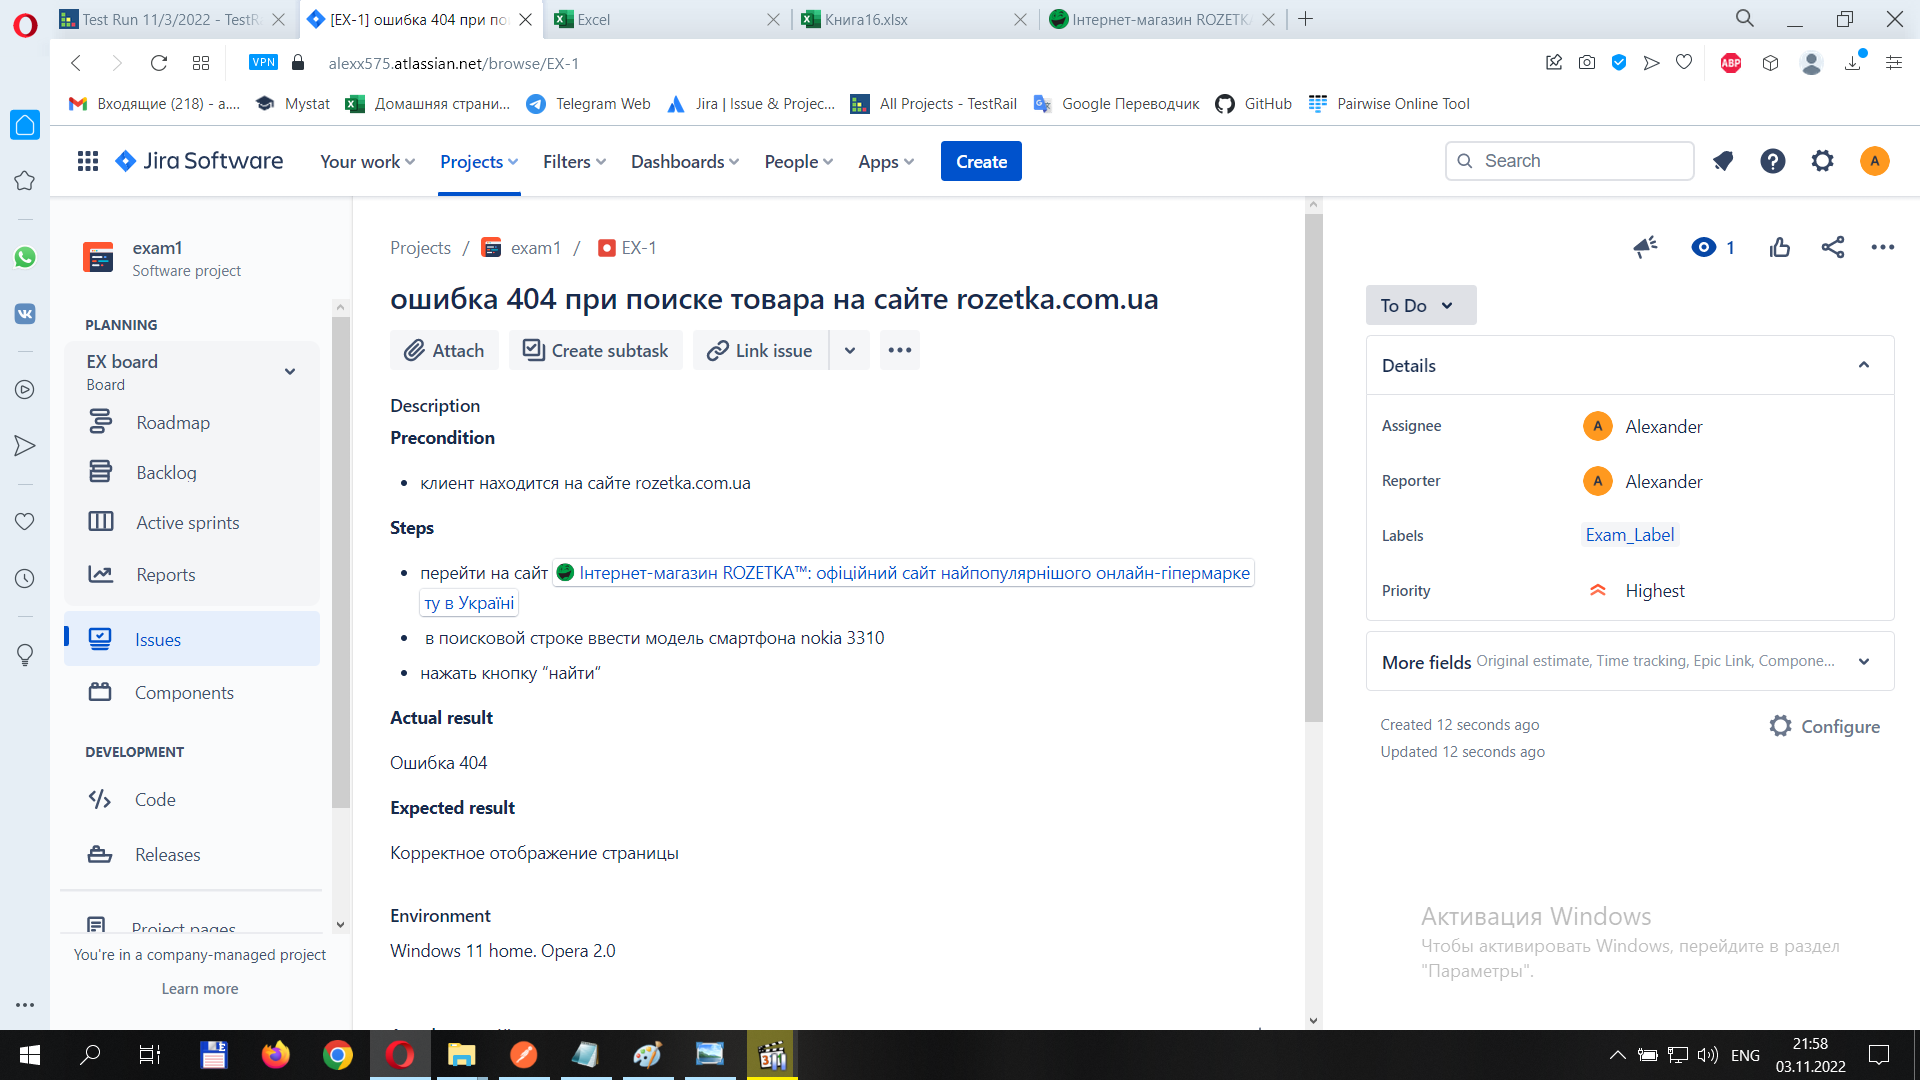 Test Run 11/3/2022 - TestR
[EX-1] ошибка 404 при по
Excel
Книга16.xlsx
Інтернет-магазин ROZETK
VPN
alexx575.atlassian.net/browse/EX-1
ABP
Входящие (218) - a....
Mystat
Домашняя страни...
Telegram Web
Jira | Issue & Projec...
All Projects - TestRail
Google Переводчик
GitHub
Pairwise Online Tool
Jira Software
Your work
Projects
Filters
Dashboards
People
Apps
Create
Search
A
exam1
Software project
PLANNING
EX board
Board
Roadmap
Backlog
Active sprints
Reports
Issues
Components
DEVELOPMENT
Code
Releases
Project pages
You're in a company-managed project
Learn more
Projects / exam1 / EX-1
ошибка 404 при поиске товара на сайте rozetka.com.ua
Attach
Create subtask
Link issue
Description
Precondition
• клиент находится на сайте rozetka.com.ua
Steps
• перейти на сайт Інтернет-магазин ROZETKA™: офіційний сайт найпопулярнішого онлайн-гіпермарке
ту в Україні
• в поисковой строке ввести модель смартфона nokia 3310
• нажать кнопку “найти“
Actual result
Ошибка 404
Expected result
Корректное отображение страницы
Environment
Windows 11 home. Opera 2.0
1
To Do
Details
Assignee
A Alexander
Reporter
A Alexander
Labels
Exam_Label
Priority
Highest
More fields Original estimate, Time tracking, Epic Link, Compone...
Created 12 seconds ago
Updated 12 seconds ago
Configure
Активация Windows
Чтобы активировать Windows, перейдите в раздел
"Параметры".
ENG
21:58
03.11.2022